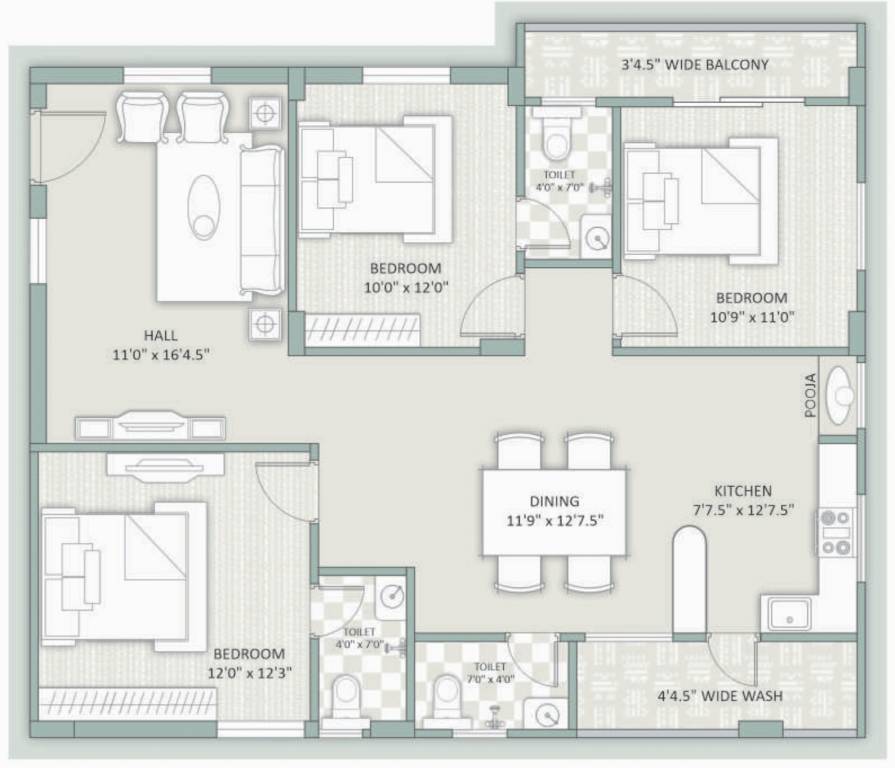 3'4.5" WIDE BALCONY
TOILET
4'0" x 7'0"
BEDROOM
10'0" x 12'0"
BEDROOM
10'9" x 11'0"
HALL
11'0" x 16'4.5"
POOJA
DINING
11'9" x 12'7.5"
KITCHEN
7'7.5" x 12'7.5"
BEDROOM
12'0" x 12'3"
TOILET
4'0" x 7'0"
TOILET
7'0" x 4'0"
4'4.5" WIDE WASH